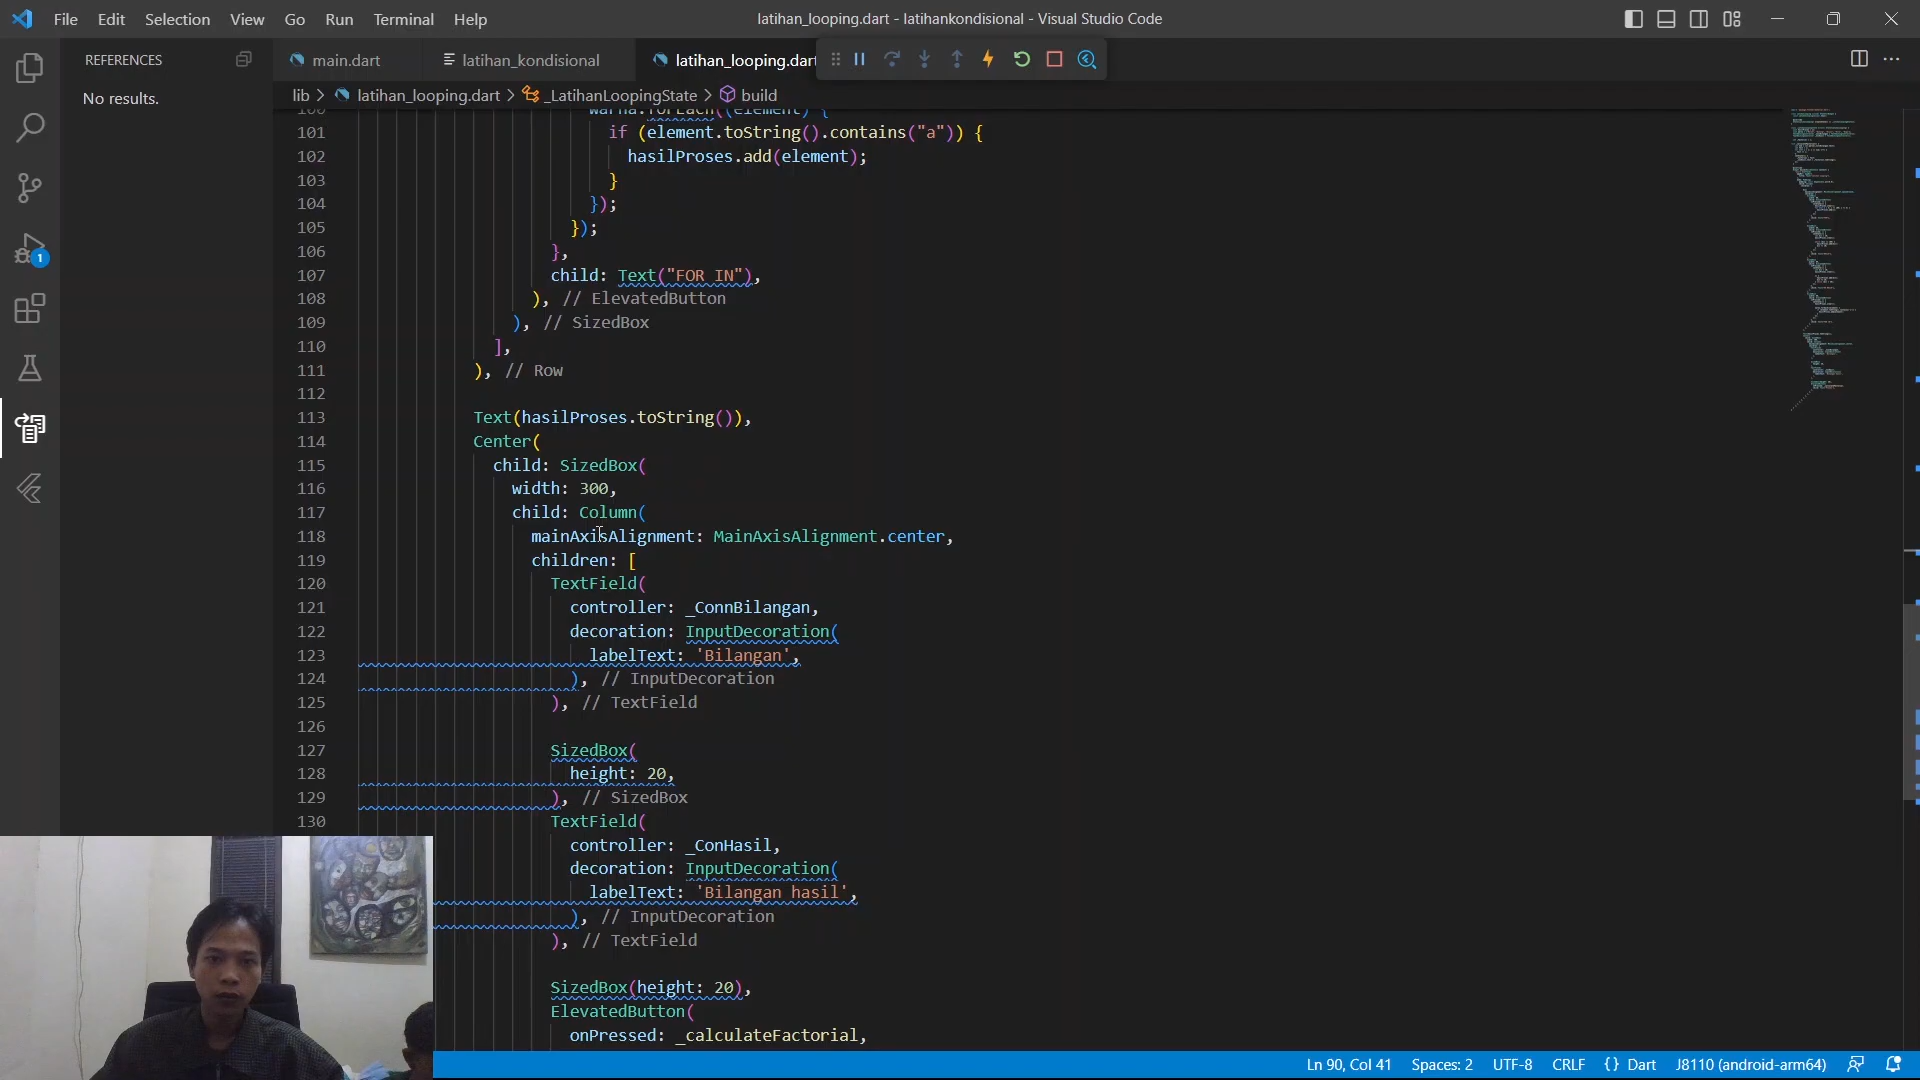 File Edit Selection View Go Run Terminal Help
latihan_looping.dart - latihankondisional - Visual Studio Code
REFERENCES
No results.
main.dart
latihan_kondisional
latihan_looping.dart
lib > latihan_looping.dart > _LatihanLoopingState > build
100 warna.forEach((element) {
101 if (element.toString().contains("a")) {
102 hasilProses.add(element);
103 }
104 });
105 });
106 },
107 child: Text("FOR IN"),
108 ), // ElevatedButton
109 ), // SizedBox
110 ],
111 ), // Row
112
113 Text(hasilProses.toString()),
114 Center(
115 child: SizedBox(
116 width: 300,
117 child: Column(
118 mainAxisAlignment: MainAxisAlignment.center,
119 children: [
120 TextField(
121 controller: _ConnBilangan,
122 decoration: InputDecoration(
123 labelText: 'Bilangan',
124 ), // InputDecoration
125 ), // TextField
126
127 SizedBox(
128 height: 20,
129 ), // SizedBox
130 TextField(
controller: _ConHasil,
decoration: InputDecoration(
labelText: 'Bilangan hasil',
), // InputDecoration
), // TextField
SizedBox(height: 20),
ElevatedButton(
onPressed: _calculateFactorial,
1
Ln 90, Col 41 Spaces: 2 UTF-8 CRLF {} Dart J8110 (android-arm64)